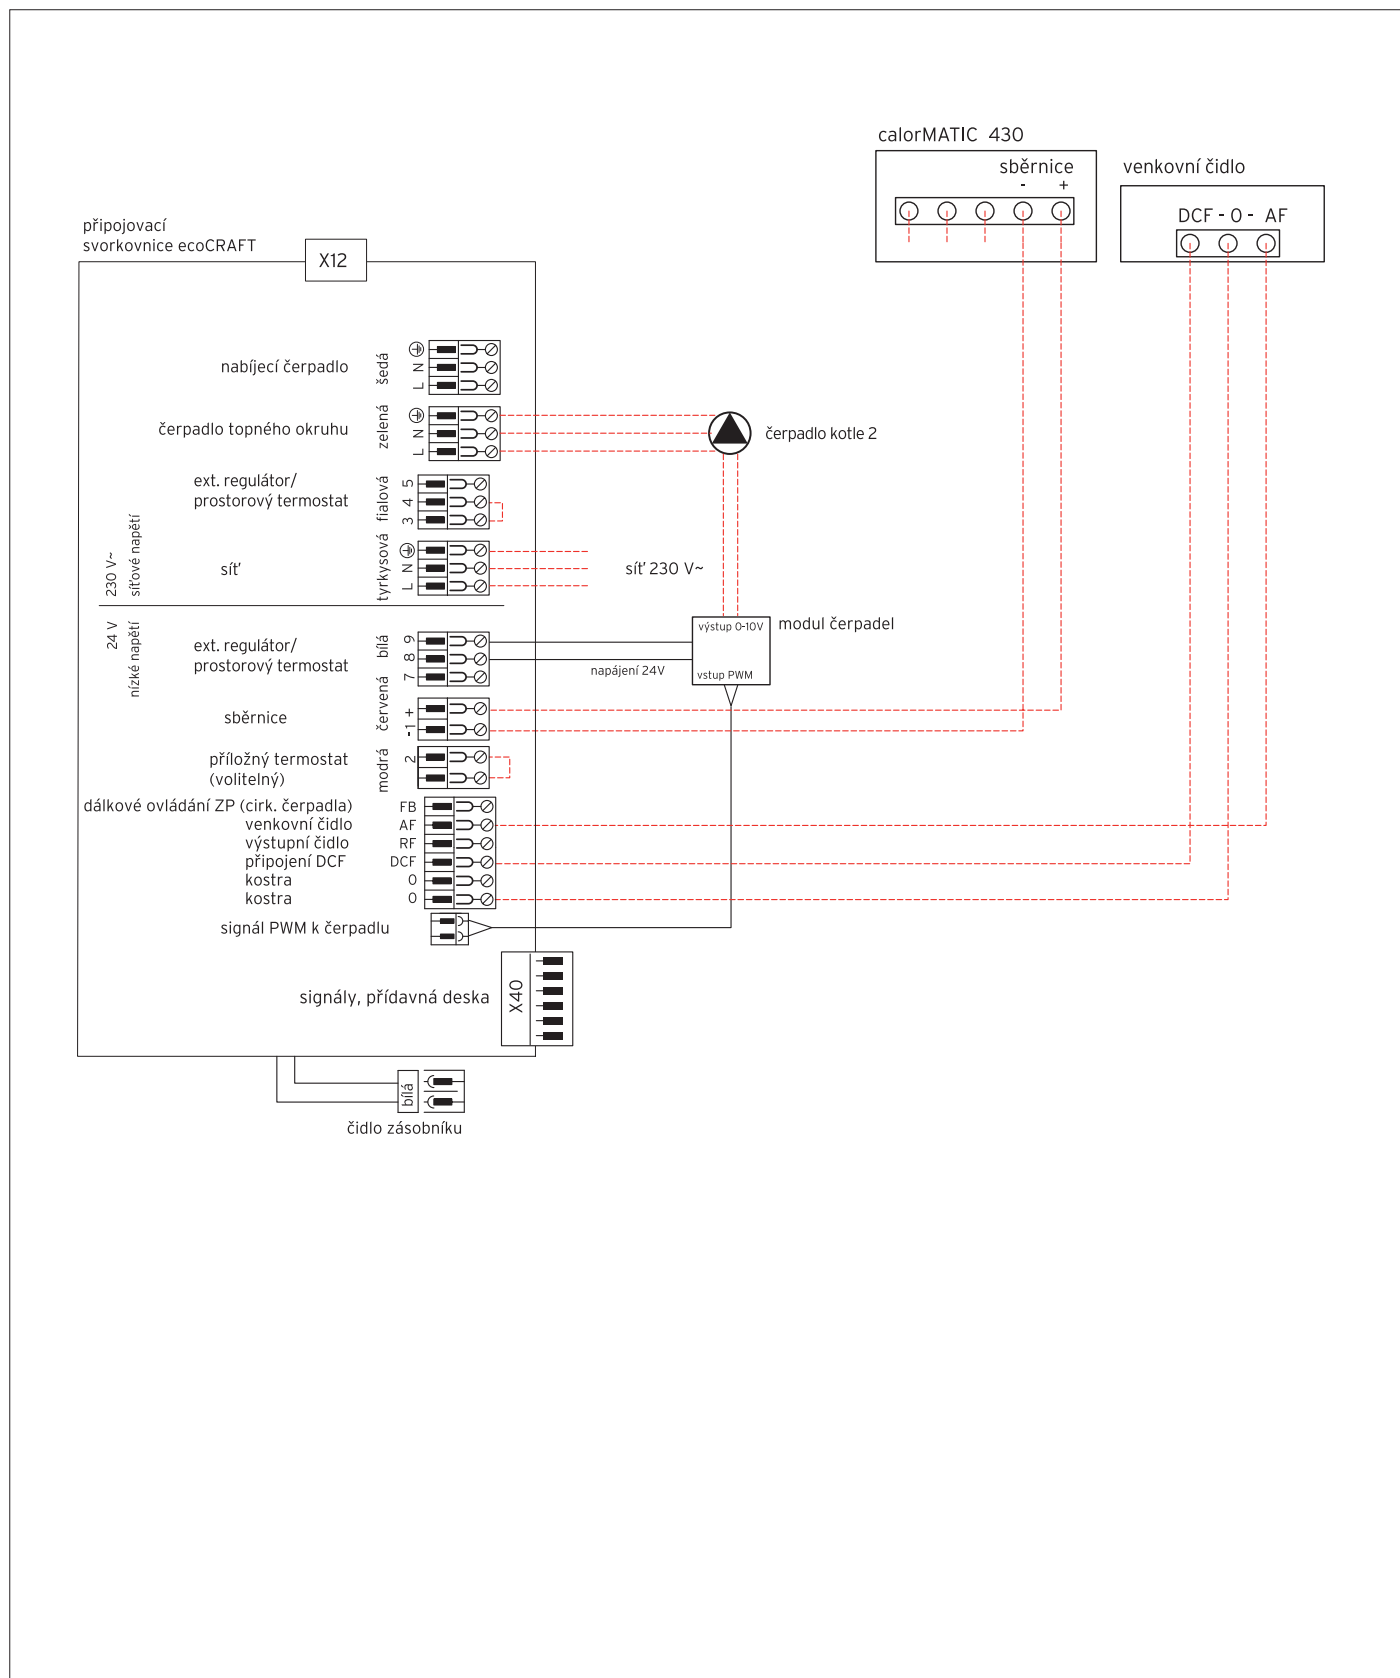 calorMATIC 430
sběrnice
- +
venkovní čidlo
DCF - 0 - AF
připojovací
svorkovnice ecoCRAFT
X12
nabíjecí čerpadlo
šedá
L N
čerpadlo topného okruhu
zelená
L N
čerpadlo kotle 2
ext. regulátor/
prostorový termostat
fialová
3 4 5
230 V~
síťové napětí
síť
tyrkysová
L N
síť 230 V~
24 V
nízké napětí
ext. regulátor/
prostorový termostat
bílá
7 8 9
napájení 24V
výstup 0-10V
vstup PWM
modul čerpadel
sběrnice
červená
-1 +
příložný termostat
(volitelný)
modrá
2
dálkové ovládání ZP (cirk. čerpadla) FB
venkovní čidlo AF
výstupní čidlo RF
připojení DCF DCF
kostra 0
kostra 0
signál PWM k čerpadlu
signály, přídavná deska
X40
bílá
čidlo zásobníku